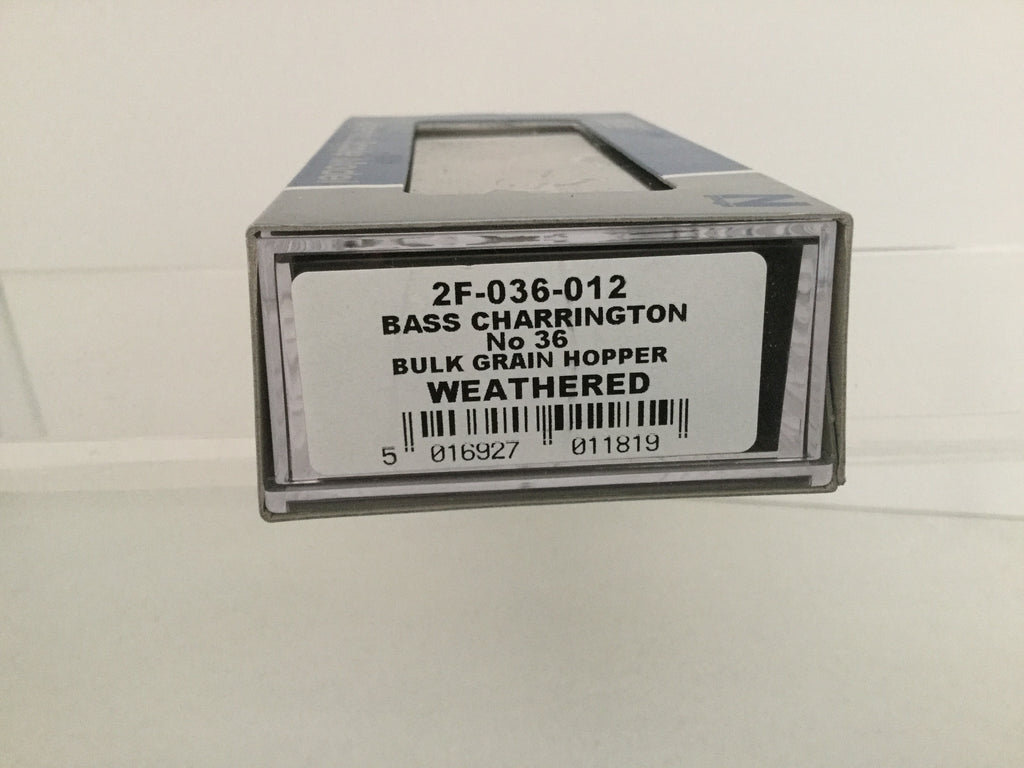 2F-036-012
BASS CHARRINGTON
No 36
BULK GRAIN HOPPER
WEATHERED
5 016927 011819
N